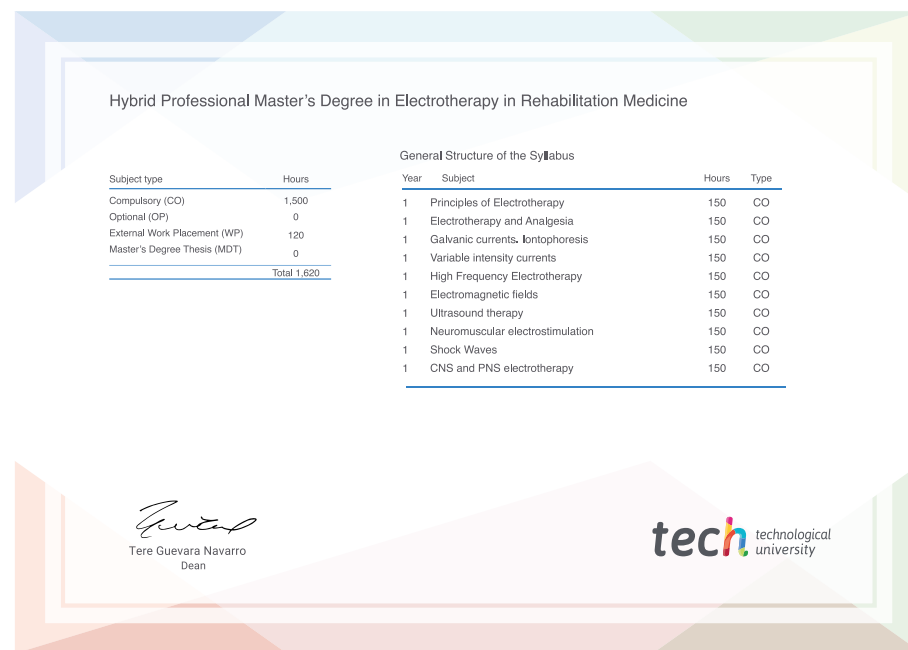 Hybrid Professional Master's Degree in Electrotherapy in Rehabilitation Medicine
Subject type Hours
Compulsory (CO) 1,500
Optional (OP) 0
External Work Placement (WP) 120
Master's Degree Thesis (MDT) 0
Total 1,620
General Structure of the Syllabus
Year Subject Hours Type
1 Principles of Electrotherapy 150 CO
1 Electrotherapy and Analgesia 150 CO
1 Galvanic currents. Iontophoresis 150 CO
1 Variable intensity currents 150 CO
1 High Frequency Electrotherapy 150 CO
1 Electromagnetic fields 150 CO
1 Ultrasound therapy 150 CO
1 Neuromuscular electrostimulation 150 CO
1 Shock Waves 150 CO
1 CNS and PNS electrotherapy 150 CO
Tere Guevara Navarro
Dean
tech technological
university